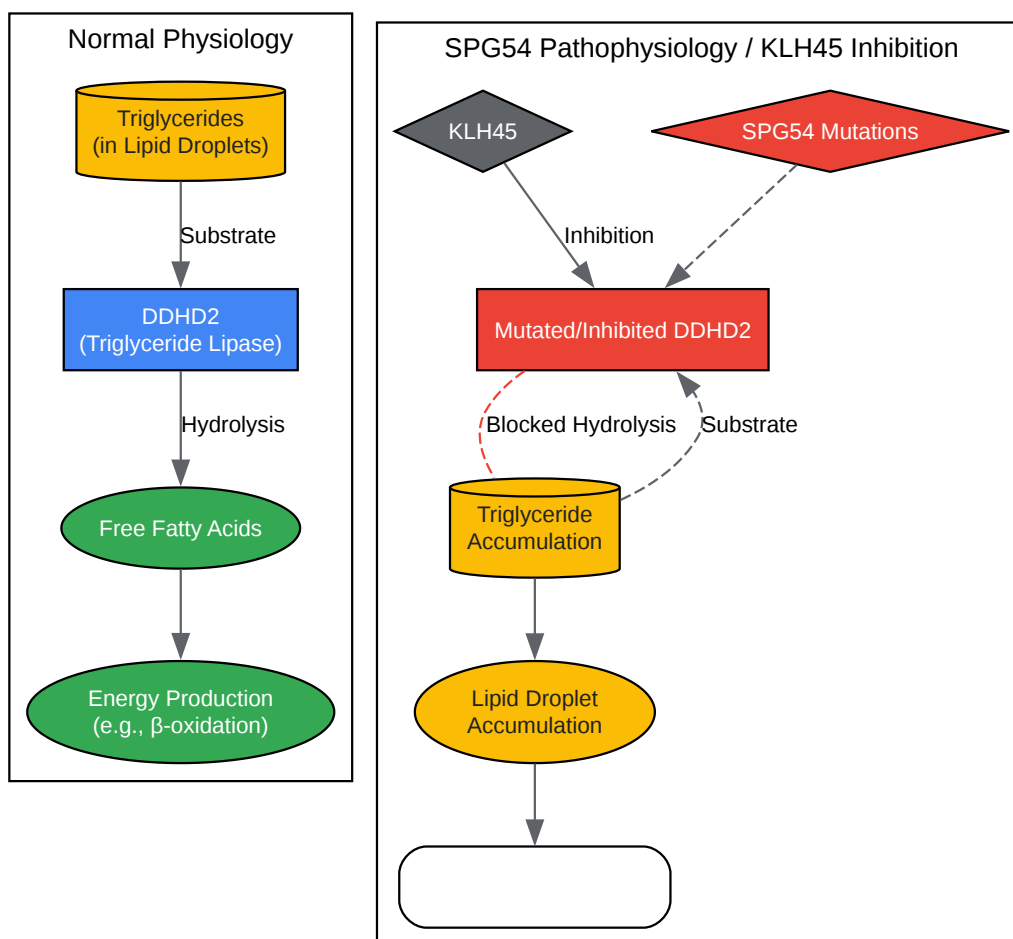 Normal Physiology
Triglycerides
(in Lipid Droplets)
Substrate
DDHD2
(Triglyceride Lipase)
Hydrolysis
Free Fatty Acids
Energy Production
(e.g., β-oxidation)
SPG54 Pathophysiology / KLH45 Inhibition
KLH45
SPG54 Mutations
Inhibition
Mutated/Inhibited DDHD2
Blocked Hydrolysis
Substrate
Triglyceride
Accumulation
Lipid Droplet
Accumulation